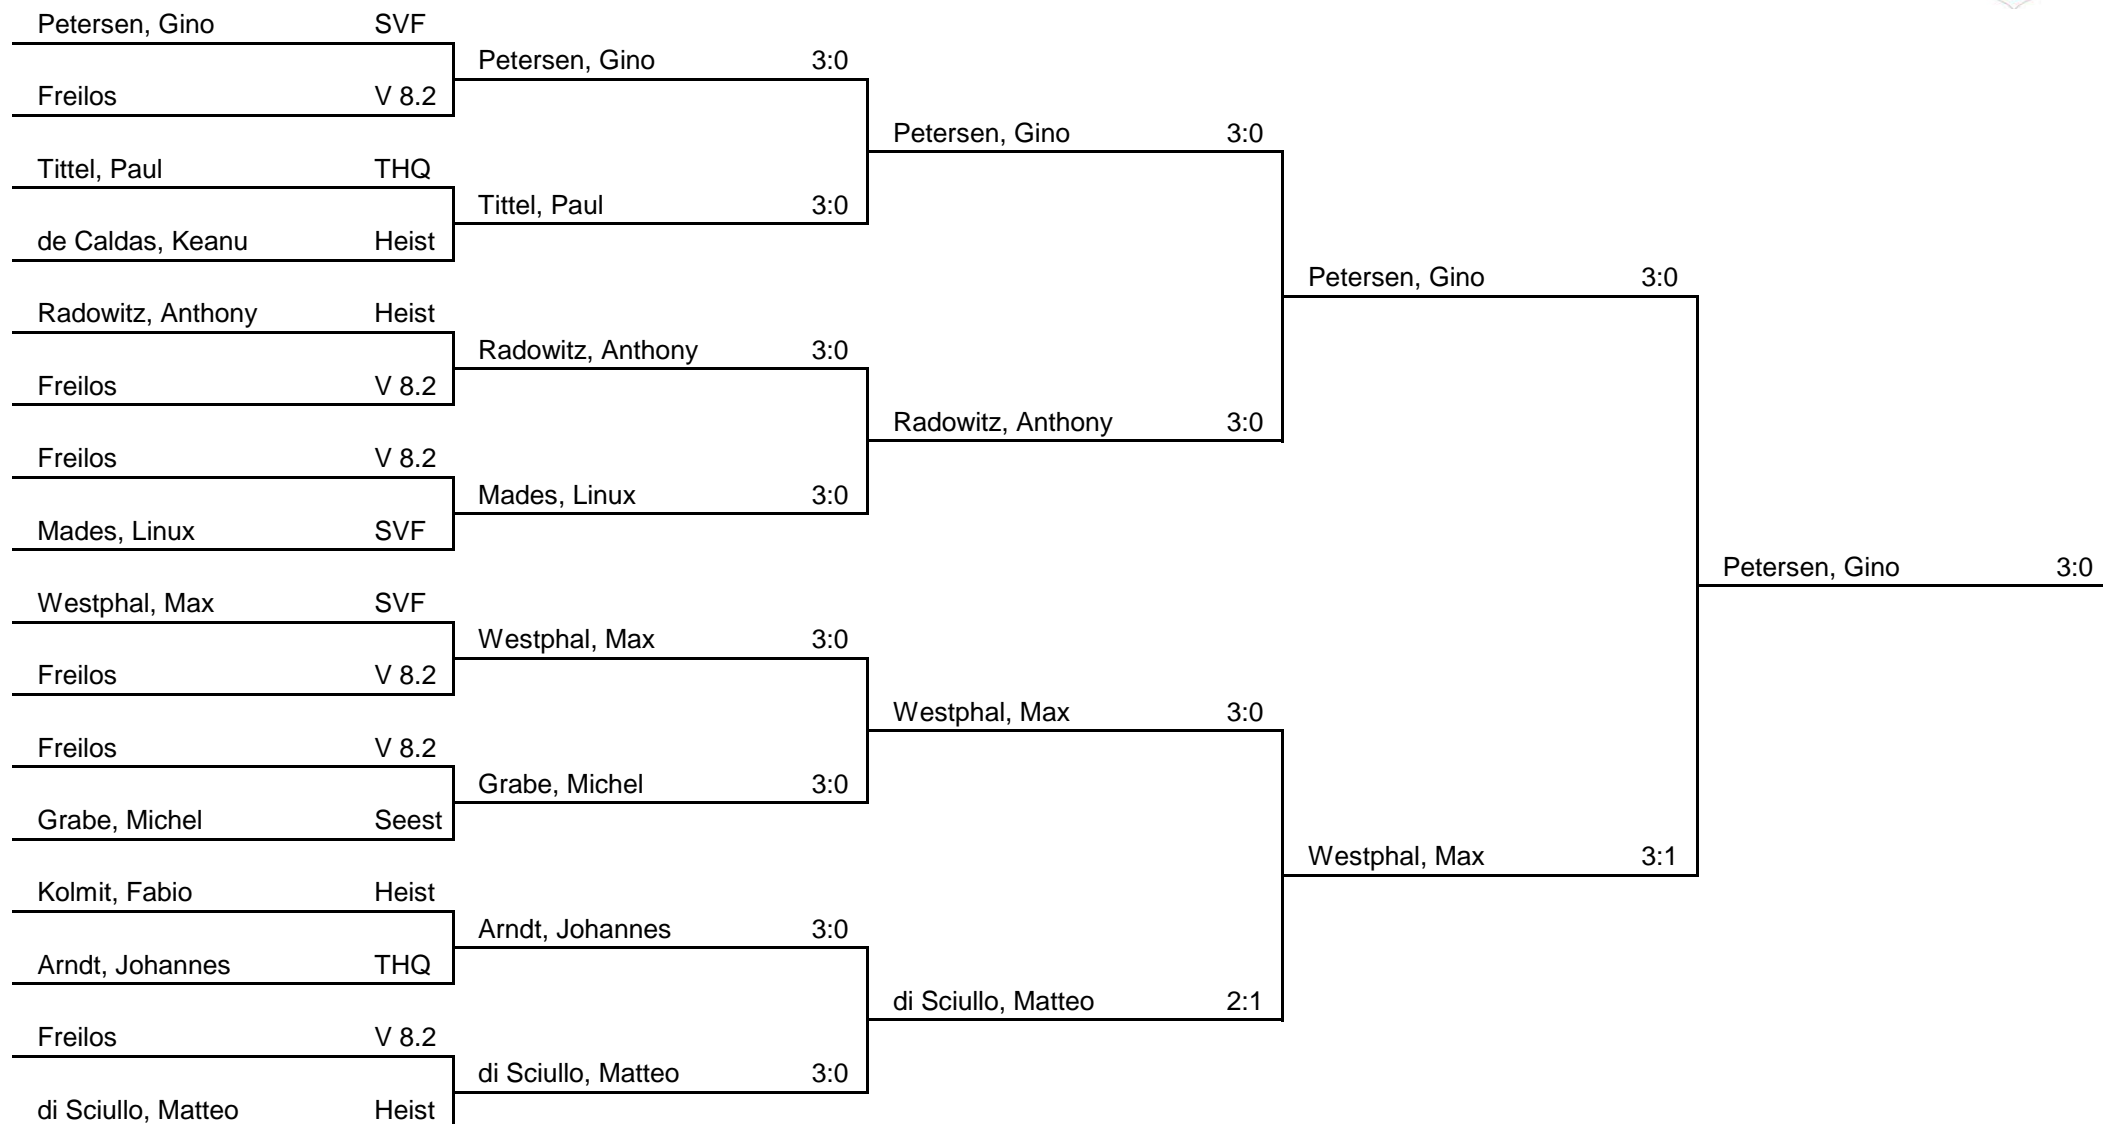 Petersen, Gino SVF
Petersen, Gino 3:0
Freilos V 8.2
Petersen, Gino 3:0
Tittel, Paul THQ
Tittel, Paul 3:0
de Caldas, Keanu Heist
Petersen, Gino 3:0
Radowitz, Anthony Heist
Radowitz, Anthony 3:0
Freilos V 8.2
Radowitz, Anthony 3:0
Freilos V 8.2
Mades, Linux 3:0
Mades, Linux SVF
Petersen, Gino 3:0
Westphal, Max SVF
Westphal, Max 3:0
Freilos V 8.2
Westphal, Max 3:0
Freilos V 8.2
Grabe, Michel 3:0
Grabe, Michel Seest
Westphal, Max 3:1
Kolmit, Fabio Heist
Arndt, Johannes 3:0
Arndt, Johannes THQ
di Sciullo, Matteo 2:1
Freilos V 8.2
di Sciullo, Matteo 3:0
di Sciullo, Matteo Heist